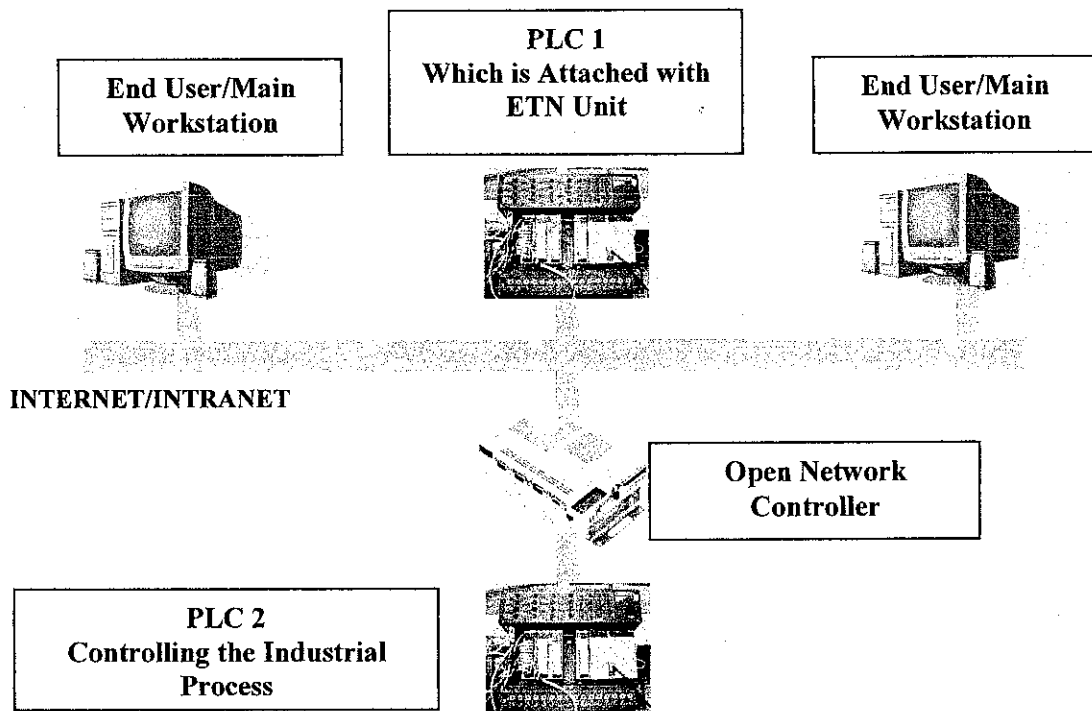 PLC 1
Which is Attached with
ETN Unit
End User/Main
Workstation
End User/Main
Workstation
INTERNET/INTRANET
Open Network
Controller
PLC 2
Controlling the Industrial
Process